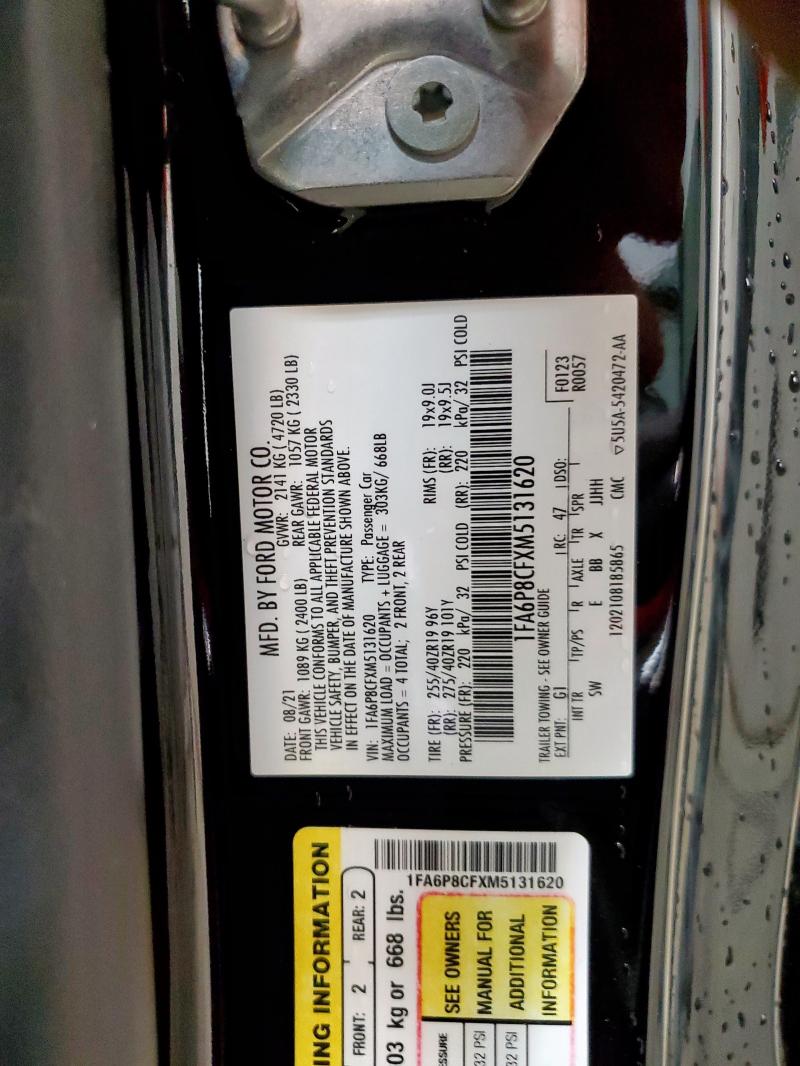 MFD. BY FORD MOTOR CO.
DATE: 08/21 GVWR: 2141 KG ( 4720 LB)
FRONT GAWR: 1089 KG ( 2400 LB) REAR GAWR: 1057 KG ( 2330 LB)
THIS VEHICLE CONFORMS TO ALL APPLICABLE FEDERAL MOTOR
VEHICLE SAFETY, BUMPER, AND THEFT PREVENTION STANDARDS
IN EFFECT ON THE DATE OF MANUFACTURE SHOWN ABOVE.
VIN: 1FA6P8CFXM5131620 TYPE: Passenger Car
MAXIMUM LOAD = OCCUPANTS + LUGGAGE = 303KG/ 668LB
OCCUPANTS = 4 TOTAL; 2 FRONT, 2 REAR
TIRE (FR): 255/40ZR19 96Y RIMS (FR): 19x9.0J
(RR): 275/40ZR19 101Y (RR): 19x9.5J
PRESSURE (FR): 220 kPa/ 32 PSI COLD (RR): 220 kPa/ 32 PSI COLD
1FA6P8CFXM5131620
TRAILER TOWING - SEE OWNER GUIDE
EXT PNT: G1 RC: 47 DSO: F0123
INT TR TP/PS R AXLE TR SPR R0057
SW E BB X JJHH
1202108185865 CMC ▽5U5A-5420472-AA
ING INFORMATION
FRONT: 2 REAR: 2
03 kg or 668 lbs.
1FA6P8CFXM5131620
SSURE
32 PSI
32 PSI
SEE OWNERS
MANUAL FOR
ADDITIONAL
INFORMATION